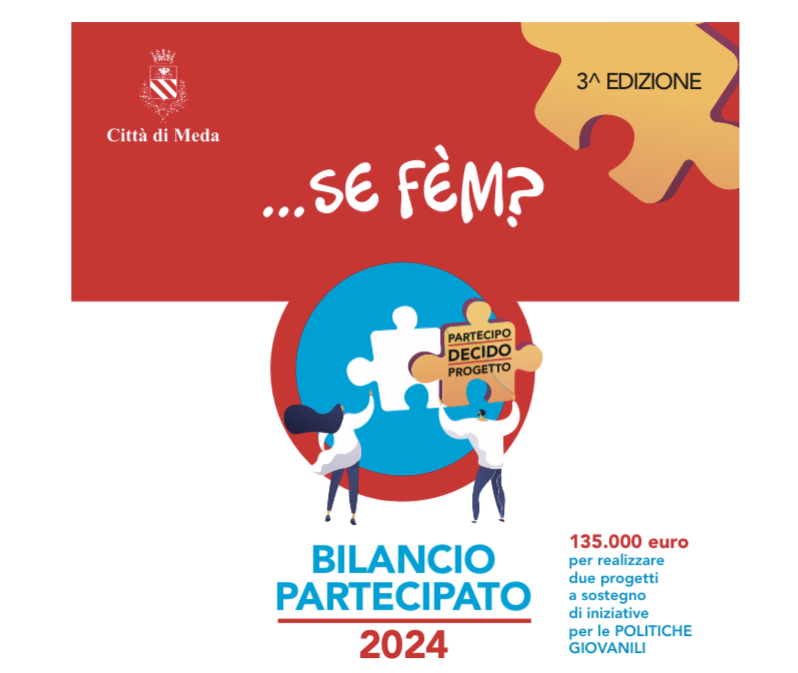 3^ EDIZIONE
Città di Meda
...SE FÈM?
PARTECIPO
DECIDO
PROGETTO
BILANCIO
PARTECIPATO
2024
135.000 euro
per realizzare
due progetti
a sostegno
di iniziative
per le POLITICHE
GIOVANILI